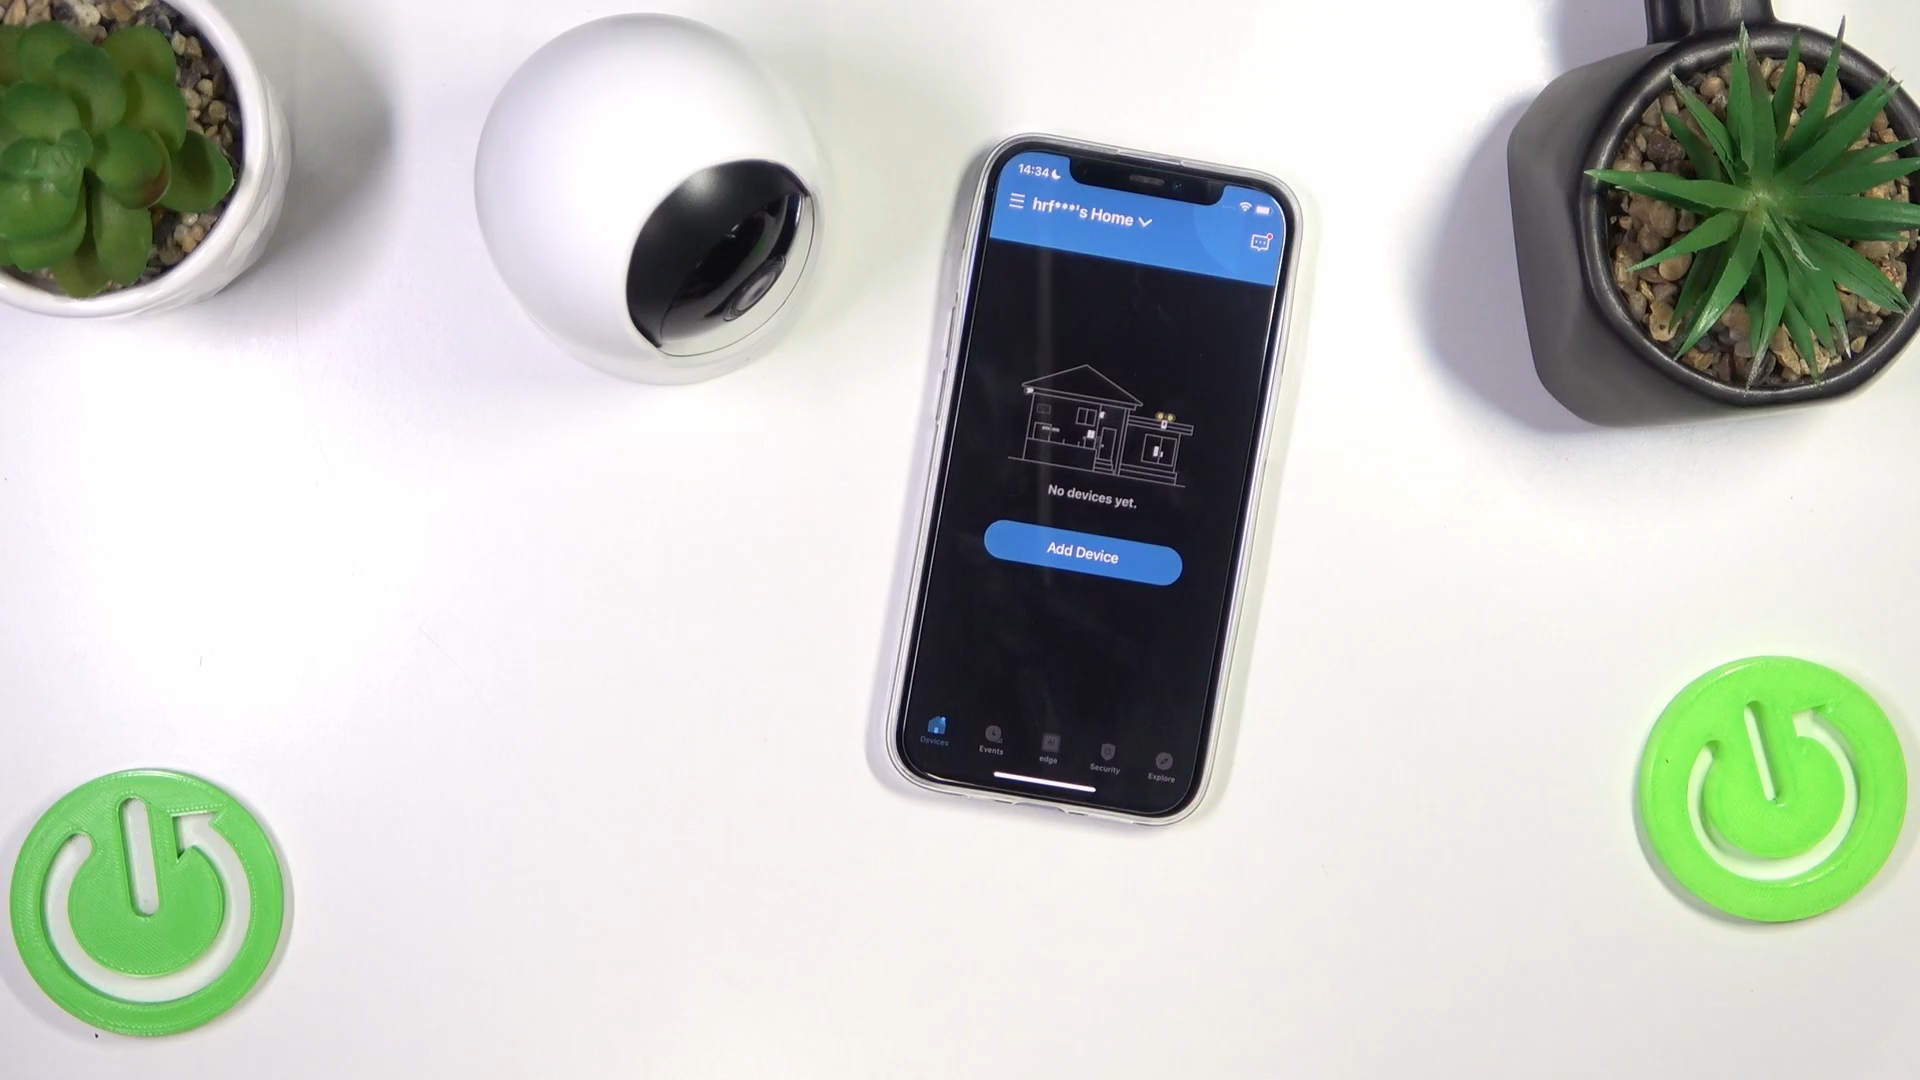 14:34
hrf***'s Home
No devices yet.
Add Device
Devices
Events
edge
Security
Explore